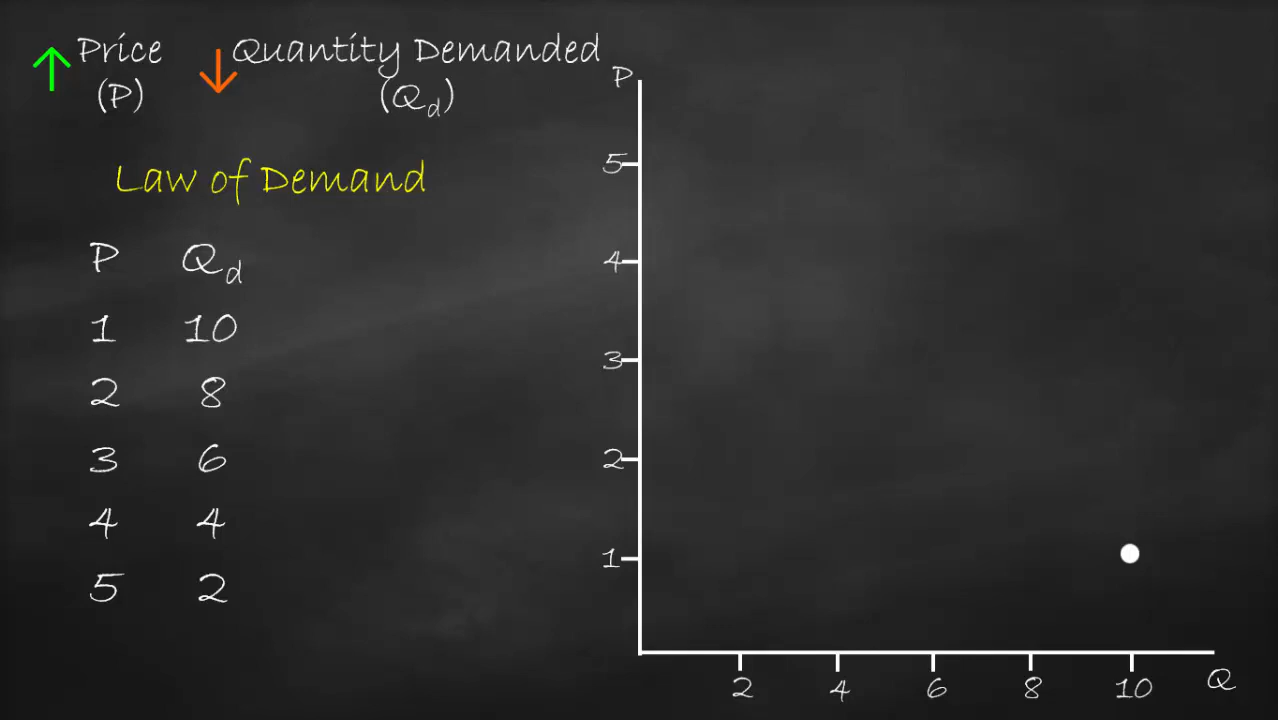 Price Quantity Demanded
(P) (Qd)
Law of Demand
P Qd
1 10
2 8
3 6
4 4
5 2
P
5
4
3
2
1
2 4 6 8 10 Q